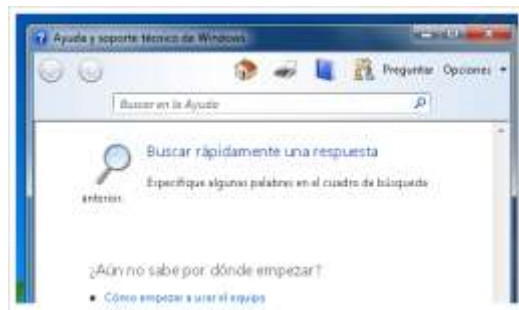 Ayuda y soporte técnico de Windows
Preguntar Opciones
Buscar en la Ayuda
Buscar rápidamente una respuesta
Especifique algunas palabras en el cuadro de búsqueda
anterior.
¿Aún no sabe por dónde empezar?
Cómo empezar a usar el equipo